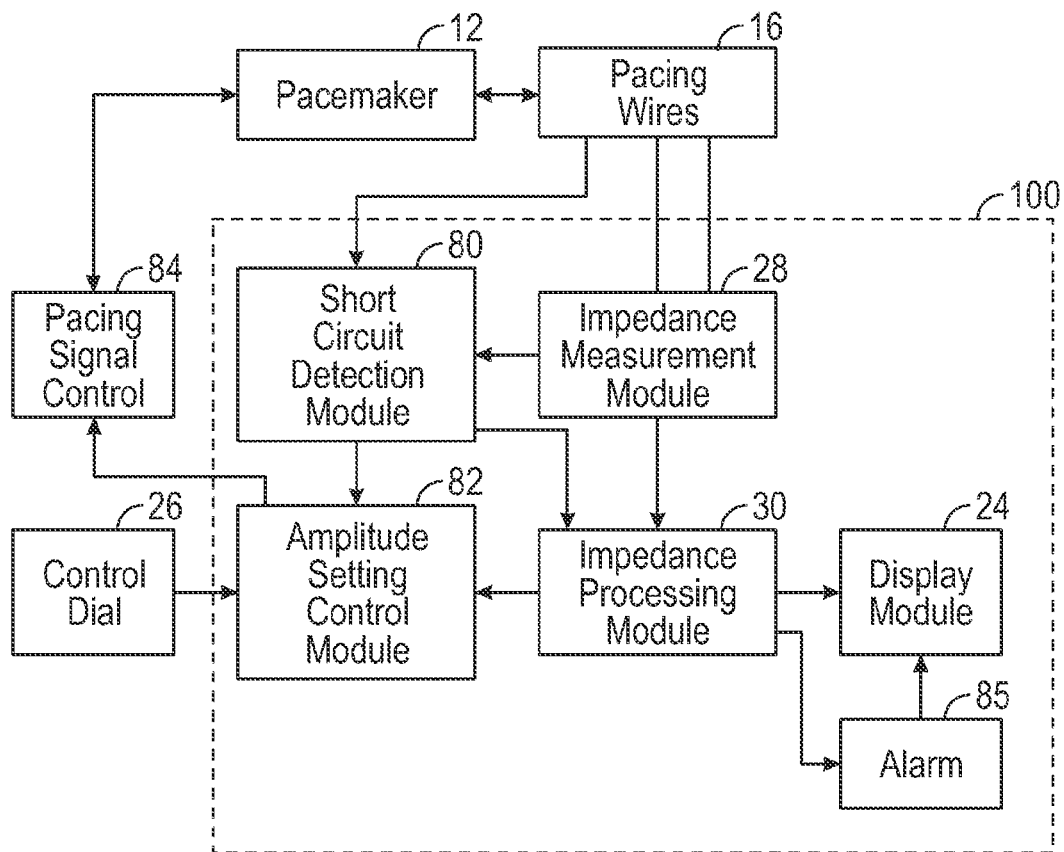 12
Pacemaker
16
Pacing
Wires
100
84
Pacing
Signal
Control
80
Short
Circuit
Detection
Module
28
Impedance
Measurement
Module
26
Control
Dial
82
Amplitude
Setting
Control
Module
30
Impedance
Processing
Module
24
Display
Module
85
Alarm